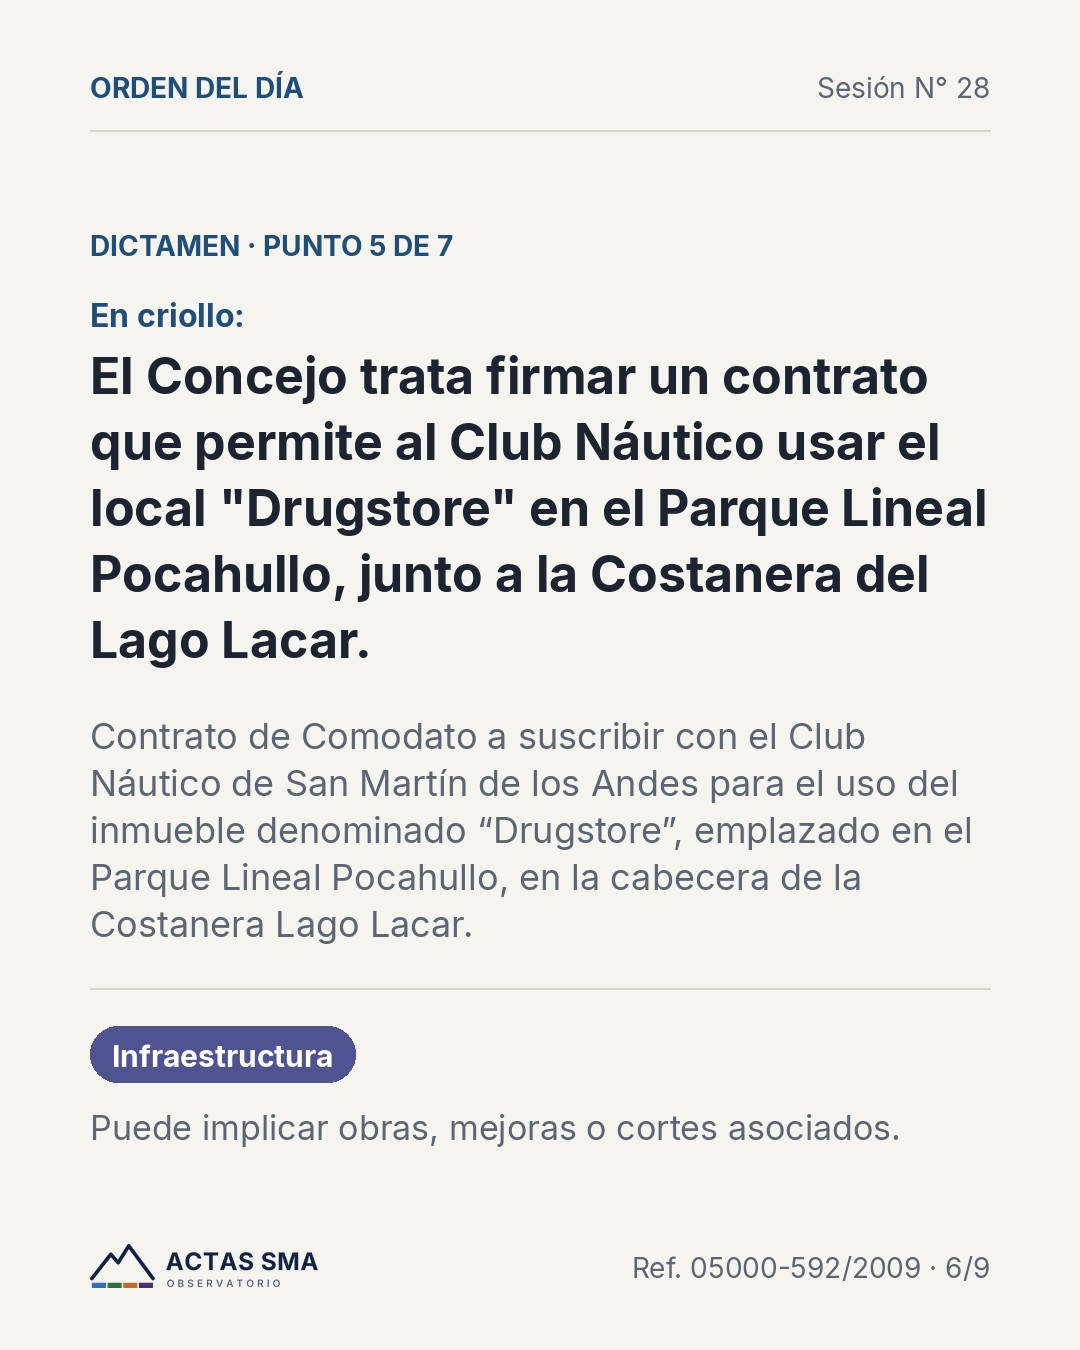 ORDEN DEL DÍA
Sesión N° 28
DICTAMEN · PUNTO 5 DE 7
En criollo:
El Concejo trata firmar un contrato
que permite al Club Náutico usar el
local "Drugstore" en el Parque Lineal
Pocahullo, junto a la Costanera del
Lago Lacar.
Contrato de Comodato a suscribir con el Club
Náutico de San Martín de los Andes para el uso del
inmueble denominado “Drugstore”, emplazado en el
Parque Lineal Pocahullo, en la cabecera de la
Costanera Lago Lacar.
Infraestructura
Puede implicar obras, mejoras o cortes asociados.
ACTAS SMA
OBSERVATORIO
Ref. 05000-592/2009 · 6/9